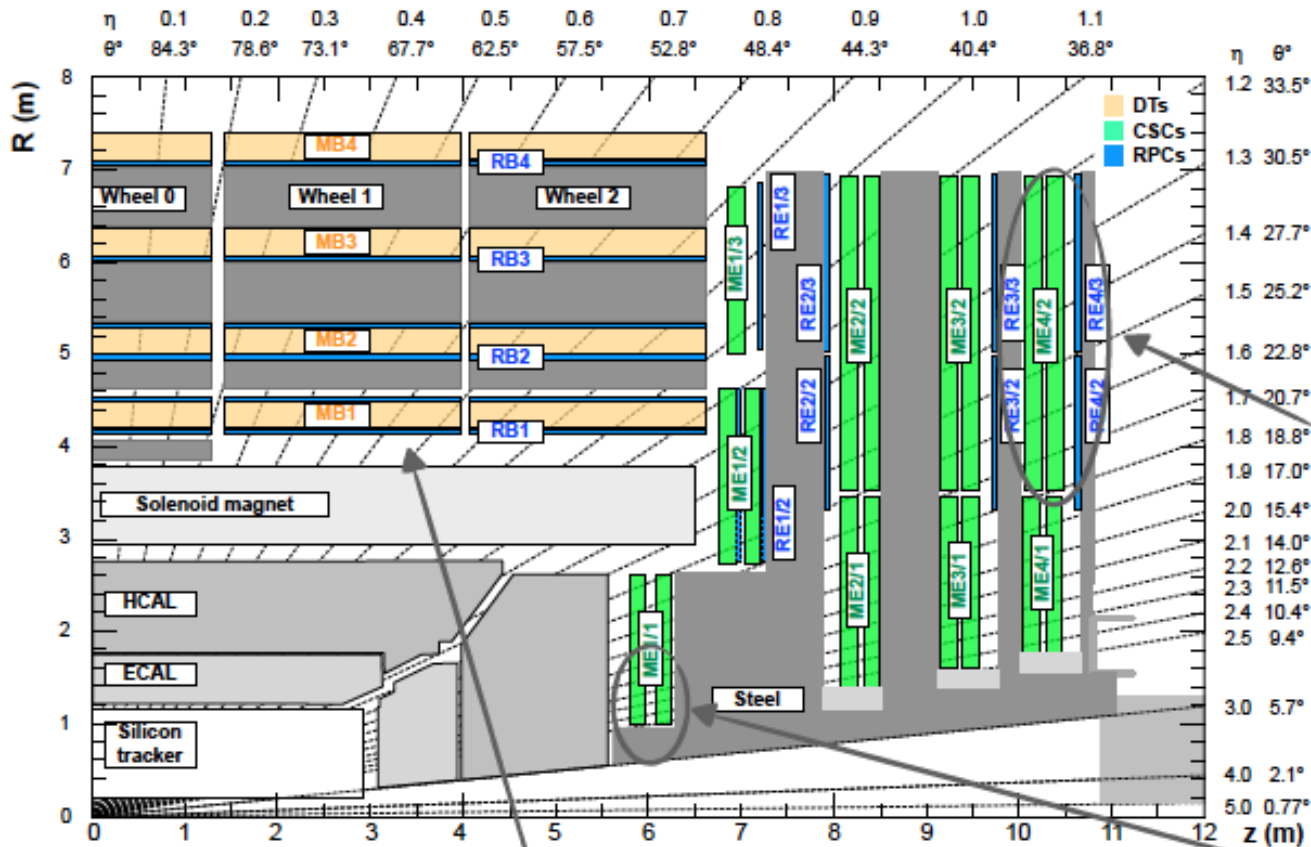 η 0.1 0.2 0.3 0.4 0.5 0.6 0.7 0.8 0.9 1.0 1.1
θ° 84.3° 78.6° 73.1° 67.7° 62.5° 57.5° 52.8° 48.4° 44.3° 40.4° 36.8° η θ°
R (m)
8
7
6
5
4
3
2
1
0
1.2 33.5°
1.3 30.5°
1.4 27.7°
1.5 25.2°
1.6 22.8°
1.7 20.7°
1.8 18.8°
1.9 17.0°
2.0 15.4°
2.1 14.0°
2.2 12.6°
2.3 11.5°
2.4 10.4°
2.5 9.4°
3.0 5.7°
4.0 2.1°
5.0 0.77°
DTs
CSCs
RPCs
MB4
RB4
Wheel 0 Wheel 1 Wheel 2
MB3
RB3
MB2
RB2
MB1
RB1
Solenoid magnet
HCAL
ECAL
Silicon
tracker
Steel
ME1/3
RE1/3
RE2/3
ME2/2
ME3/2
RE3/3
ME4/2
RE4/3
ME1/2
RE2/2
RE3/2
RE4/2
RE1/2
ME1/1
ME2/1
ME3/1
ME4/1
0 1 2 3 4 5 6 7 8 9 10 11 12
z (m)